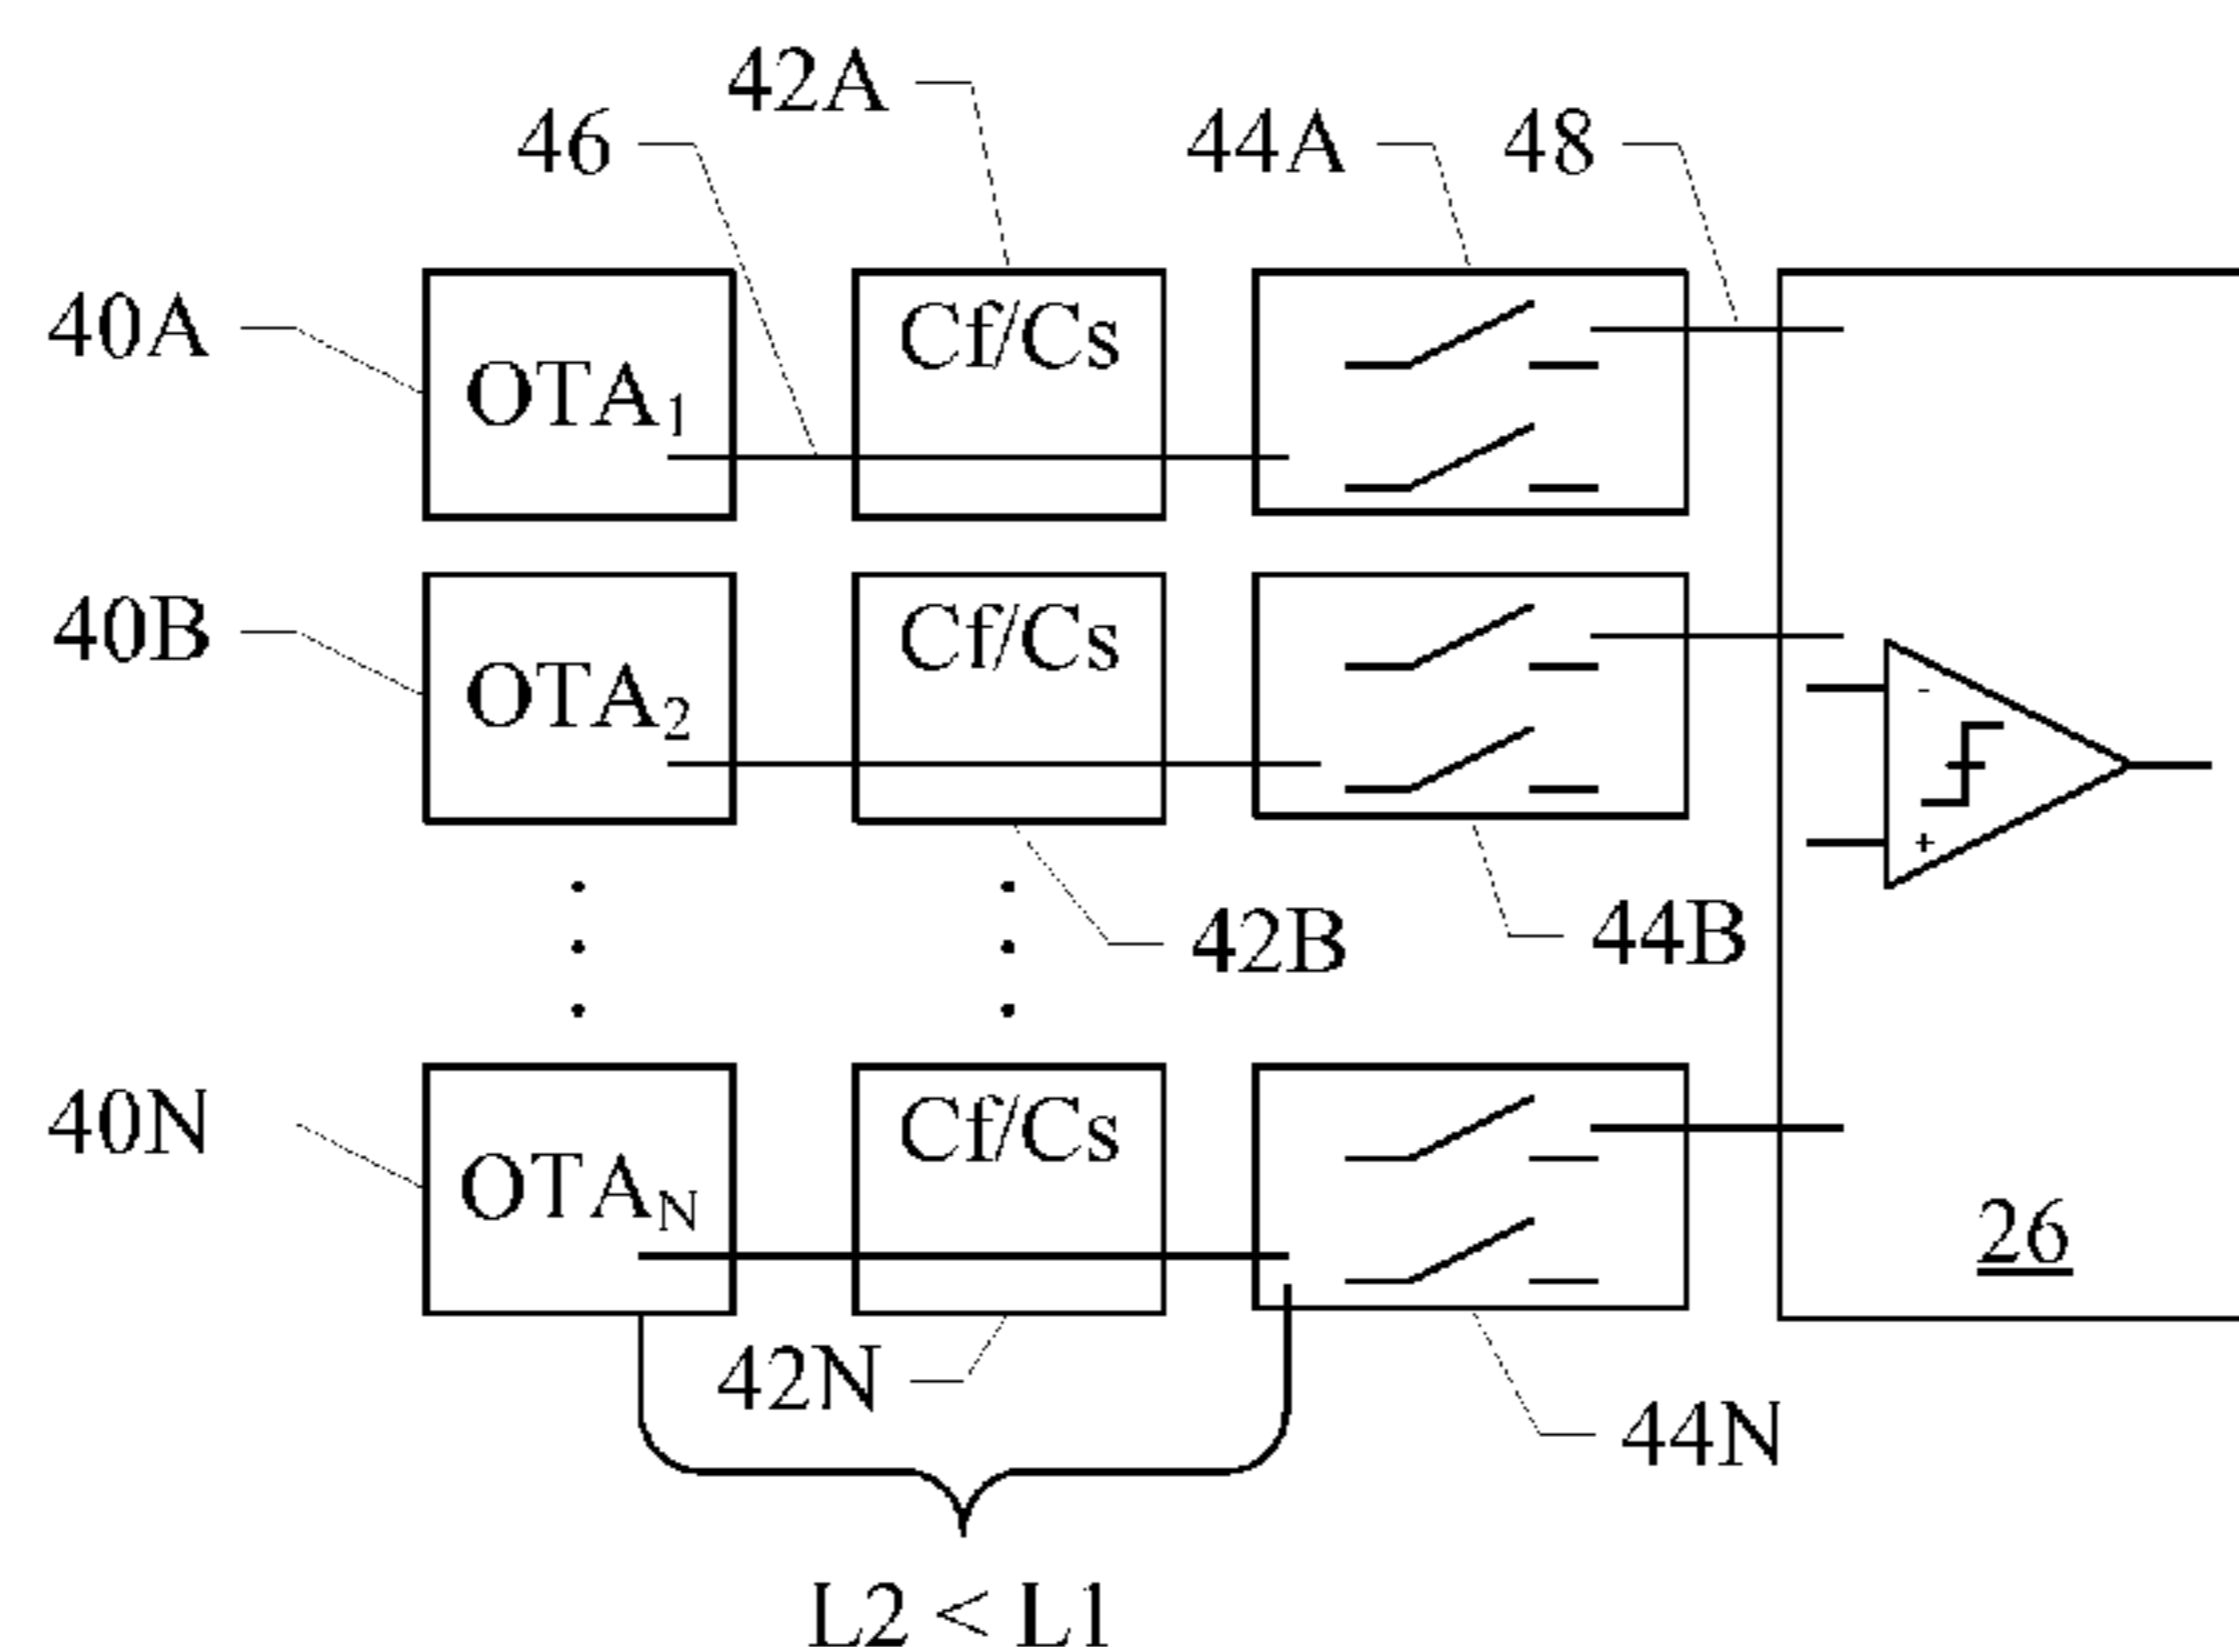 42A
46
44A
48
40A
OTA1
Cf/Cs
40B
OTA2
Cf/Cs
-
+
42B
44B
40N
OTAN
Cf/Cs
26
42N
44N
L2 < L1